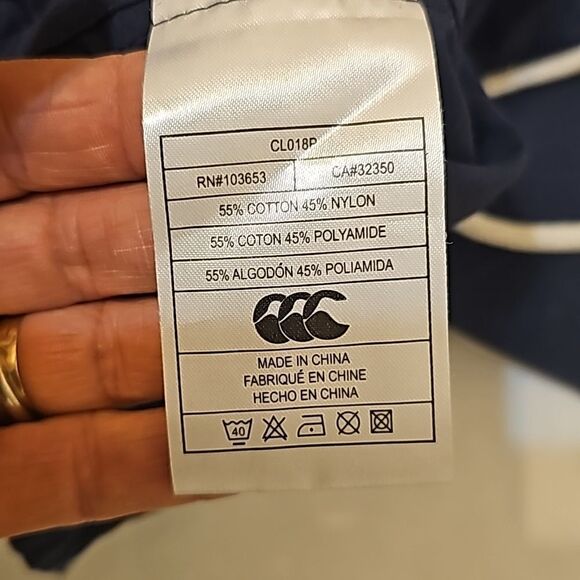 CL018P
RN#103653 CA#32350
55% COTTON 45% NYLON
55% COTON 45% POLYAMIDE
55% ALGODÓN 45% POLIAMIDA
MADE IN CHINA
FABRIQUÉ EN CHINE
HECHO EN CHINA
40